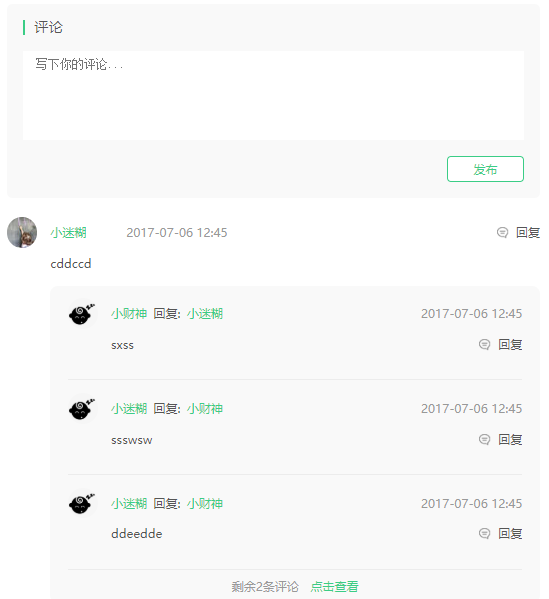 评论
写下你的评论...
发布
小迷糊 2017-07-06 12:45 回复
cddccd
小财神 回复: 小迷糊 2017-07-06 12:45
sxss 回复
小迷糊 回复: 小财神 2017-07-06 12:45
ssswsw 回复
小迷糊 回复: 小财神 2017-07-06 12:45
ddeedde 回复
剩余2条评论 点击查看